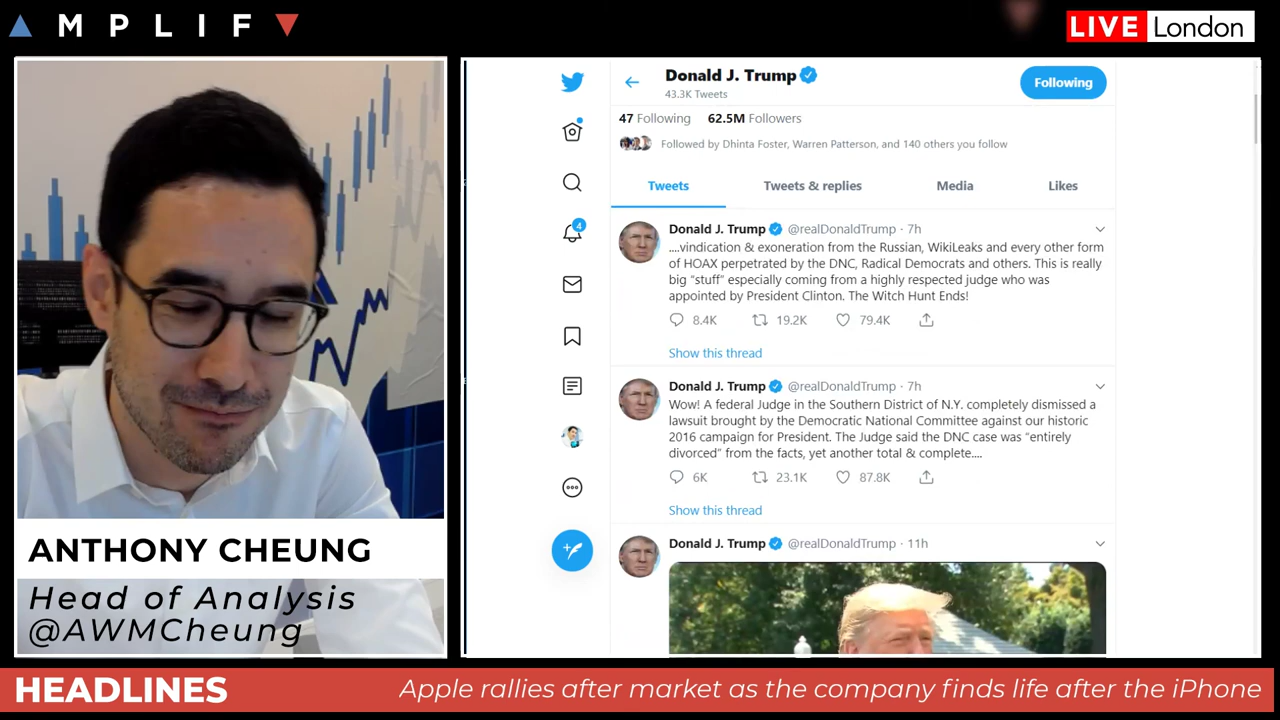 AMPLIFY
LIVE London
Donald J. Trump
43.3K Tweets
Following
47 Following 62.5M Followers
Followed by Dhinta Foster, Warren Patterson, and 140 others you follow
Tweets Tweets & replies Media Likes
4
Donald J. Trump @realDonaldTrump · 7h
....vindication & exoneration from the Russian, WikiLeaks and every other form
of HOAX perpetrated by the DNC, Radical Democrats and others. This is really
big “stuff” especially coming from a highly respected judge who was
appointed by President Clinton. The Witch Hunt Ends!
8.4K 19.2K 79.4K
Show this thread
Donald J. Trump @realDonaldTrump · 7h
Wow! A federal Judge in the Southern District of N.Y. completely dismissed a
lawsuit brought by the Democratic National Committee against our historic
2016 campaign for President. The Judge said the DNC case was “entirely
divorced” from the facts, yet another total & complete....
6K 23.1K 87.8K
Show this thread
Donald J. Trump @realDonaldTrump · 11h
ANTHONY CHEUNG
Head of Analysis
@AWMCheung
HEADLINES
Apple rallies after market as the company finds life after the iPhone